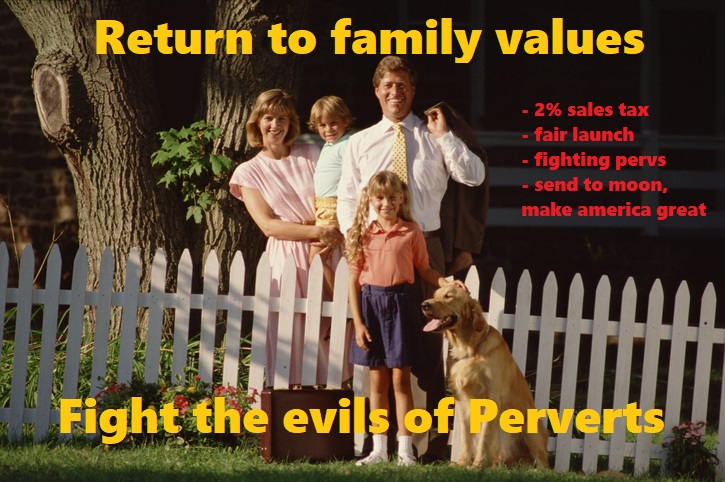 Return to family values
- 2% sales tax
- fair launch
- fighting pervs
- send to moon,
make america great
Fight the evils of Perverts